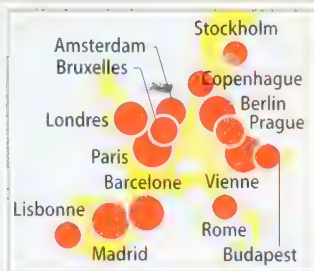 Stockholm
Amsterdam
Bruxelles
Copenhague
Londres
Berlin
Prague
Paris
Barcelone
Vienne
Lisbonne
Rome
Madrid
Budapest